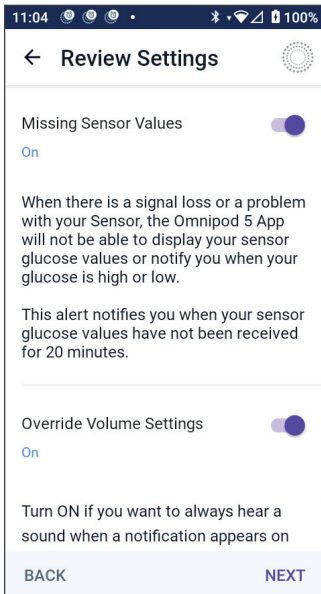 11:04 100%
Review Settings
Missing Sensor Values
On
When there is a signal loss or a problem
with your Sensor, the Omnipod 5 App
will not be able to display your sensor
glucose values or notify you when your
glucose is high or low.
This alert notifies you when your sensor
glucose values have not been received
for 20 minutes.
Override Volume Settings
On
Turn ON if you want to always hear a
sound when a notification appears on
BACK NEXT